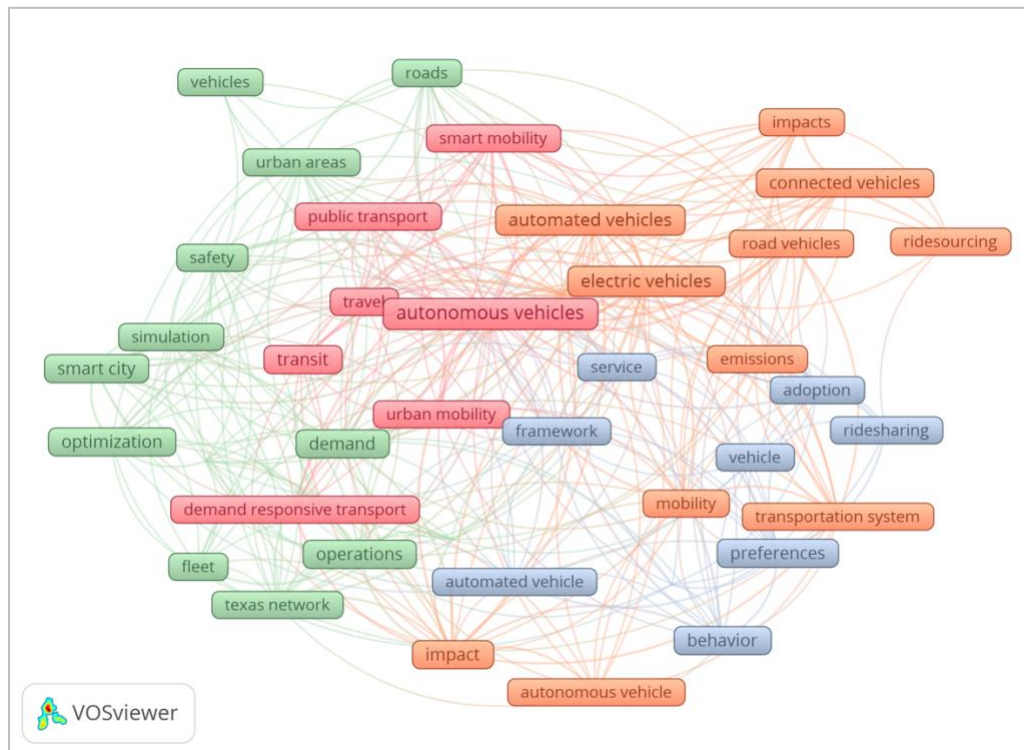 roads
vehicles
impacts
smart mobility
urban areas
connected vehicles
public transport
automated vehicles
road vehicles
ridesourcing
safety
electric vehicles
travel
autonomous vehicles
simulation
transit
emissions
service
smart city
adoption
urban mobility
framework
ridesharing
optimization
demand
vehicle
mobility
demand responsive transport
transportation system
operations
preferences
fleet
automated vehicle
texas network
behavior
impact
autonomous vehicle
VOSviewer